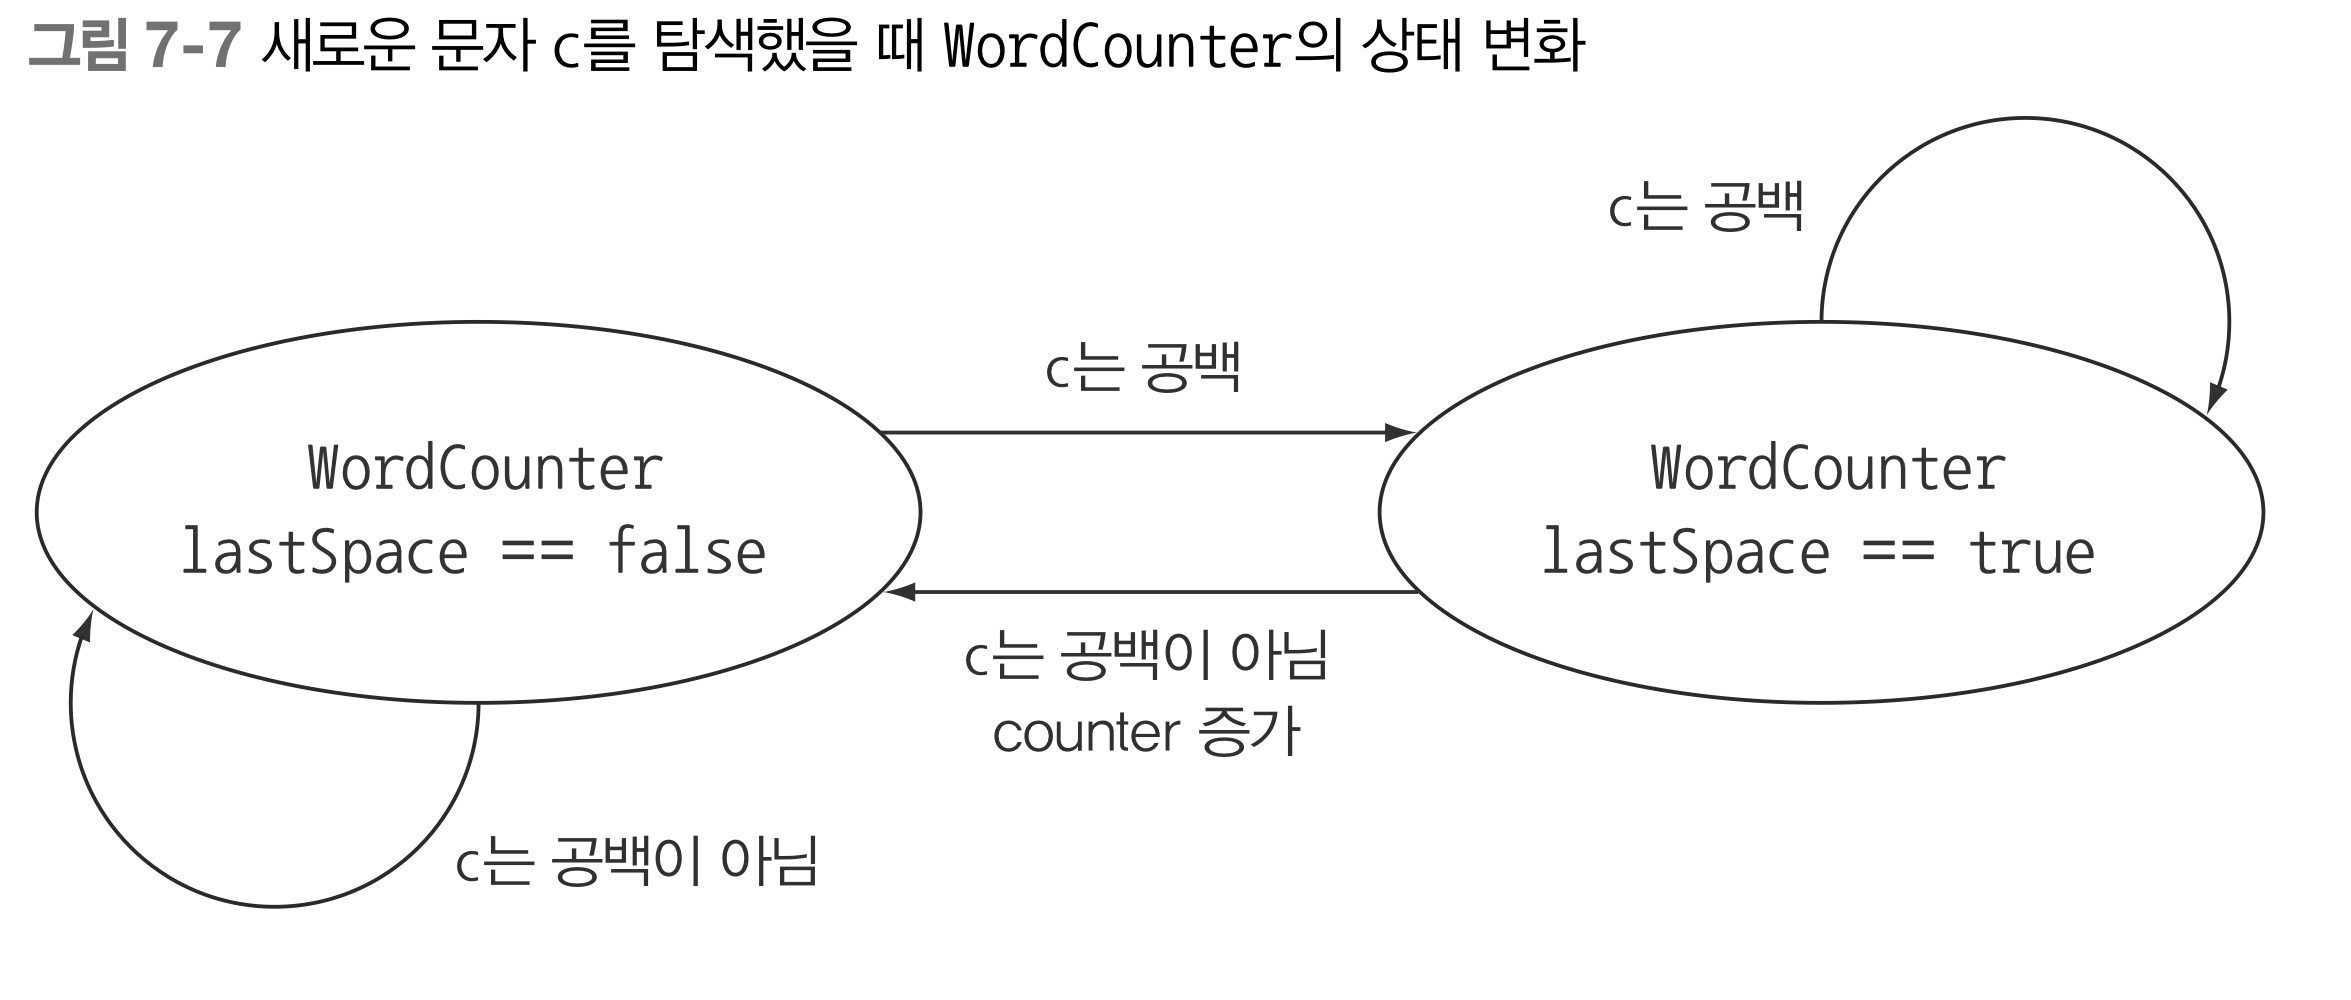 그림 7-7 새로운 문자 c를 탐색했을 때 WordCounter의 상태 변화
c는 공백
c는 공백
WordCounter
lastSpace == false
WordCounter
lastSpace == true
c는 공백이 아님
counter 증가
c는 공백이 아님